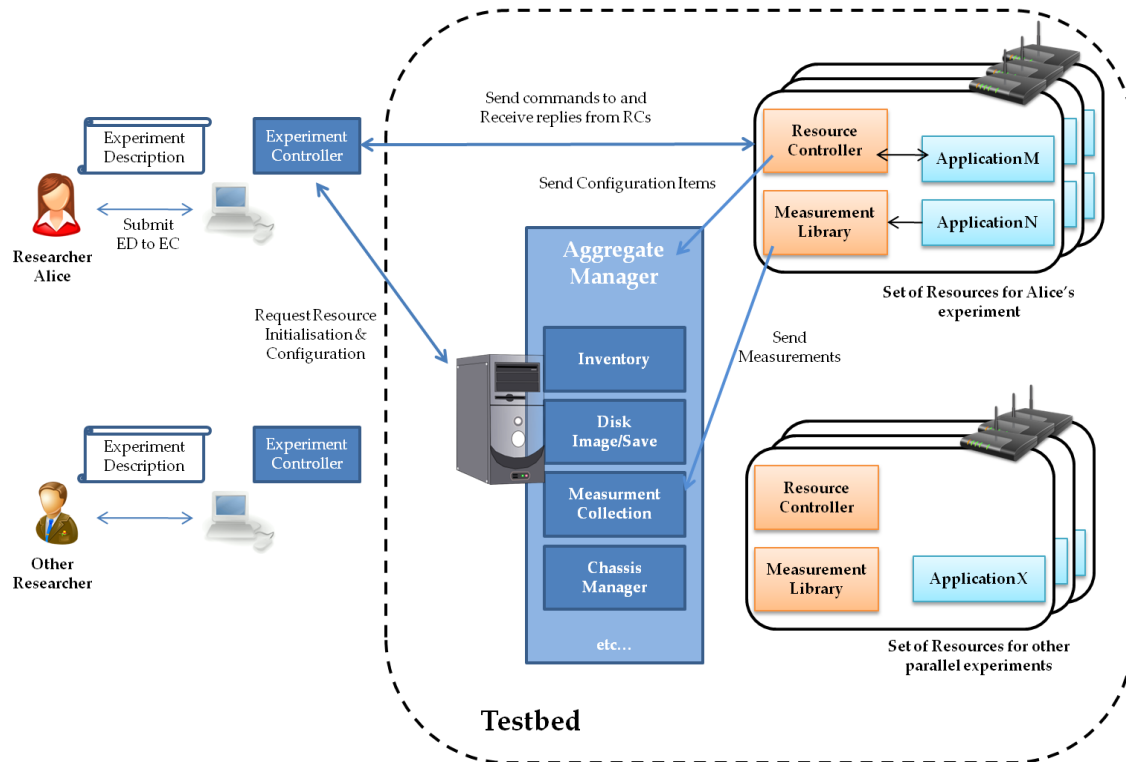 Experiment
Description
Experiment
Controller
Submit
ED to EC
Researcher
Alice
Send commands to and
Receive replies from RCs
Send Configuration Items
Resource
Controller
Application M
Measurement
Library
Application N
Set of Resources for Alice's
experiment
Request Resource
Initialisation &
Configuration
Send
Measurements
Aggregate
Manager
Inventory
Disk
Image/Save
Measurment
Collection
Chassis
Manager
etc...
Experiment
Description
Experiment
Controller
Other
Researcher
Resource
Controller
Measurement
Library
Application X
Set of Resources for other
parallel experiments
Testbed